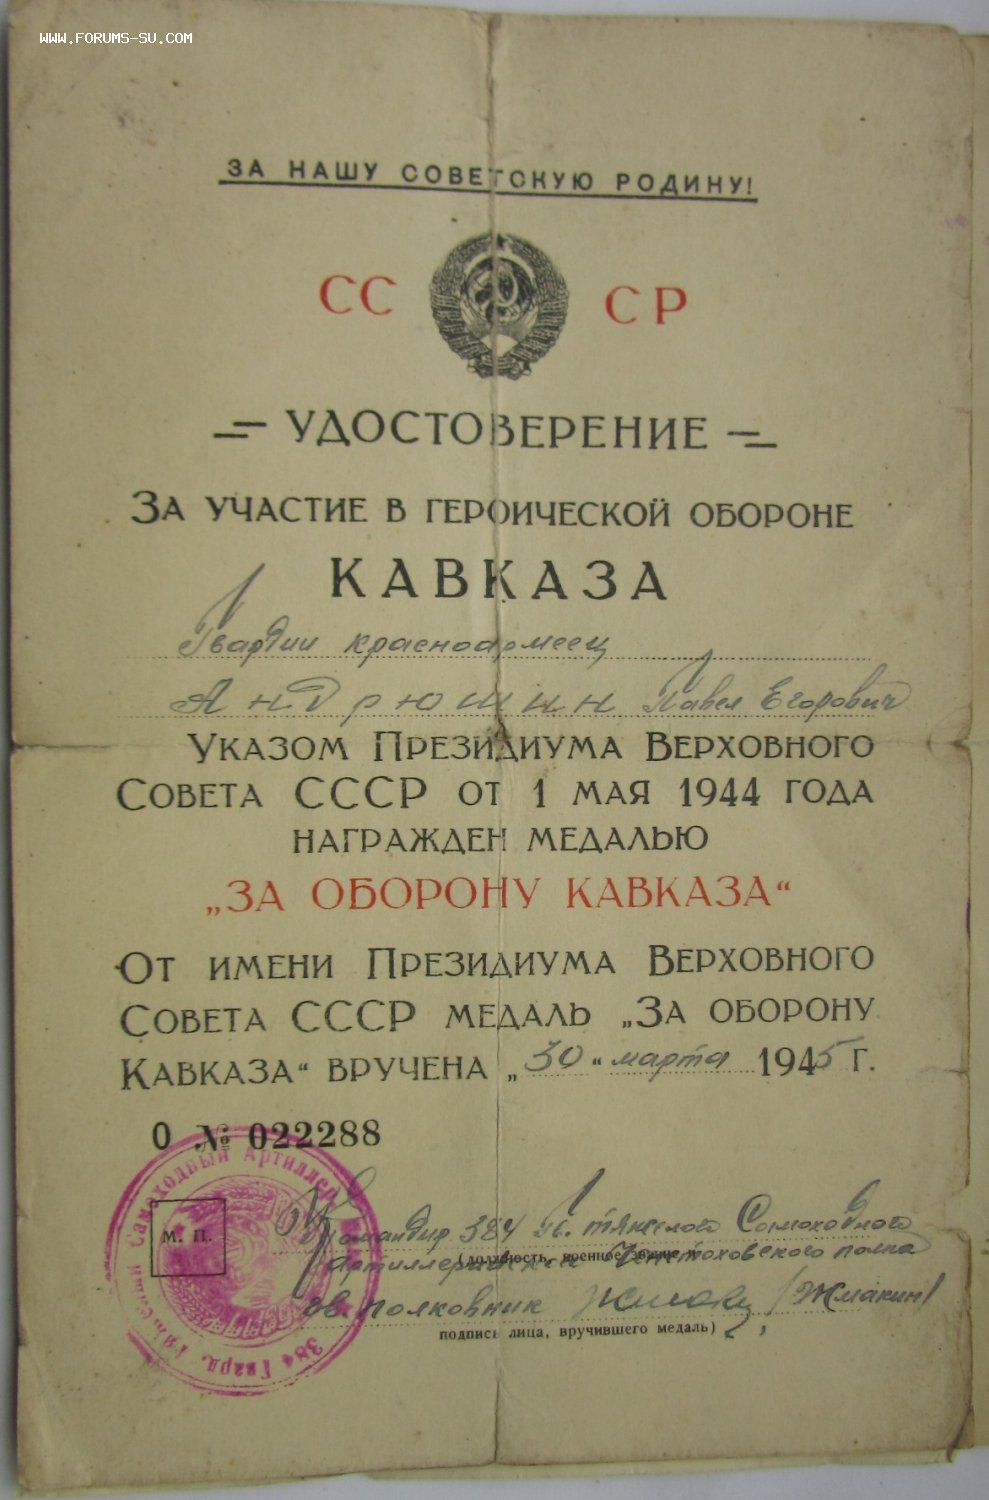 WWW.FORUMS-SU.COM
ЗА НАШУ СОВЕТСКУЮ РОДИНУ!
СС СР
УДОСТОВЕРЕНИЕ
ЗА УЧАСТИЕ В ГЕРОИЧЕСКОЙ ОБОРОНЕ
КАВКАЗА
Гвардии красноармеец
Андрюшин Павел Егорович
УКАЗОМ ПРЕЗИДИУМА ВЕРХОВНОГО
СОВЕТА СССР ОТ 1 МАЯ 1944 ГОДА
НАГРАЖДЕН МЕДАЛЬЮ
„ЗА ОБОРОНУ КАВКАЗА“
ОТ ИМЕНИ ПРЕЗИДИУМА ВЕРХОВНОГО
СОВЕТА СССР МЕДАЛЬ „ЗА ОБОРОНУ
КАВКАЗА“ ВРУЧЕНА „30“ марта 1945 Г.
О № 022288
М. П.
Самоходный Артиллер
384 Гвард.
Командир 384 Гв. тяжелого Самоходного
(должность, военное звание и
артиллерийского Ченстоховского полка
гв. полковник /Жмакин/
подпись лица, вручившего медаль)